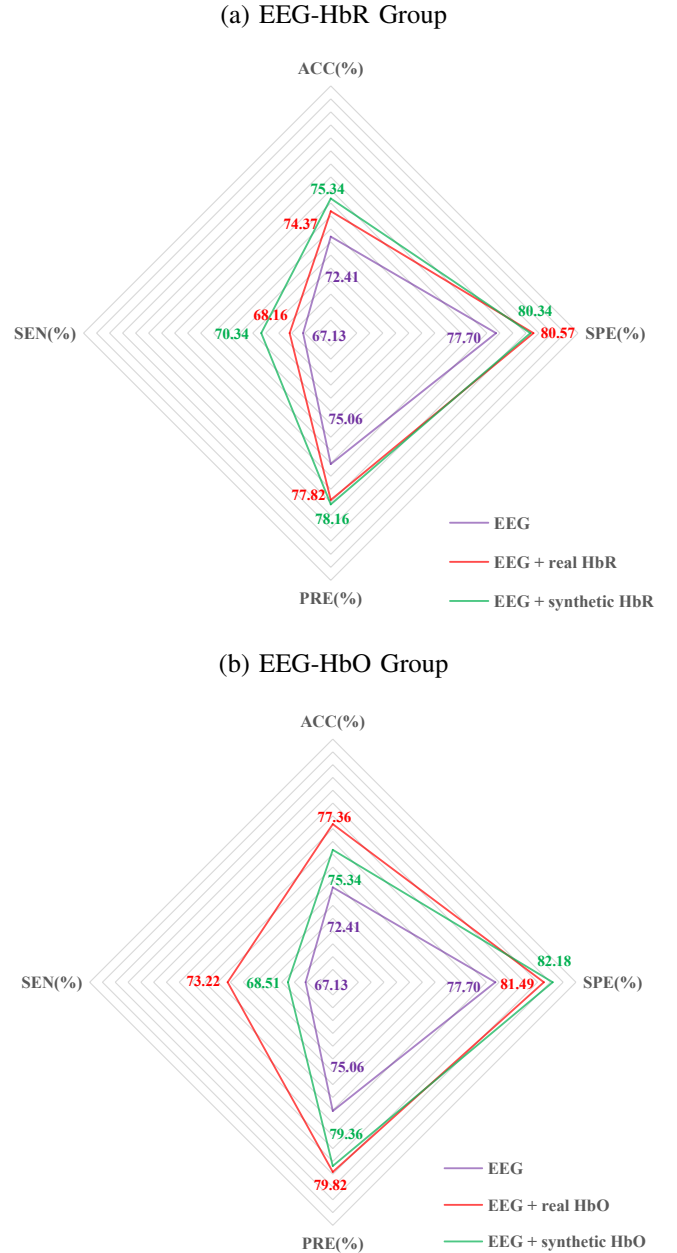 (a) EEG-HbR Group
ACC(%)
75.34
74.37
72.41
SEN(%)
70.34
68.16
67.13
77.70
80.34
80.57
SPE(%)
75.06
77.82
78.16
PRE(%)
EEG
EEG + real HbR
EEG + synthetic HbR
(b) EEG-HbO Group
ACC(%)
77.36
75.34
72.41
SEN(%)
73.22
68.51
67.13
77.70
81.49
82.18
SPE(%)
75.06
79.36
79.82
PRE(%)
EEG
EEG + real HbO
EEG + synthetic HbO